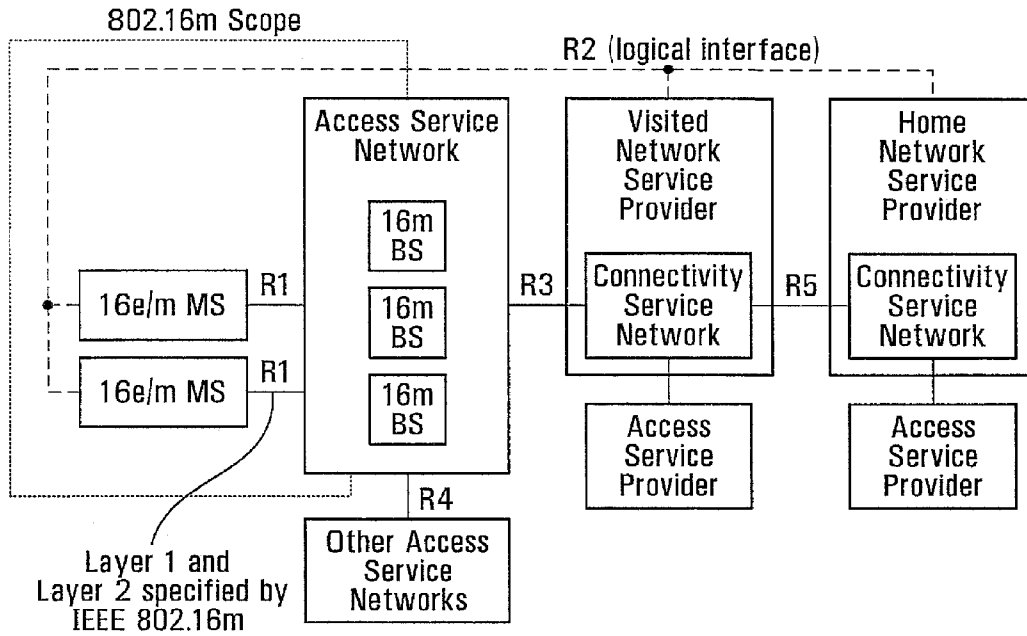 802.16m Scope
R2 (logical interface)
Access Service
Network
16m
BS
16m
BS
16m
BS
Visited
Network
Service
Provider
Home
Network
Service
Provider
16e/m MS
R1
16e/m MS
R1
R3
Connectivity
Service
Network
R5
Connectivity
Service
Network
Access
Service
Provider
Access
Service
Provider
R4
Other Access
Service
Networks
Layer 1 and
Layer 2 specified by
IEEE 802.16m